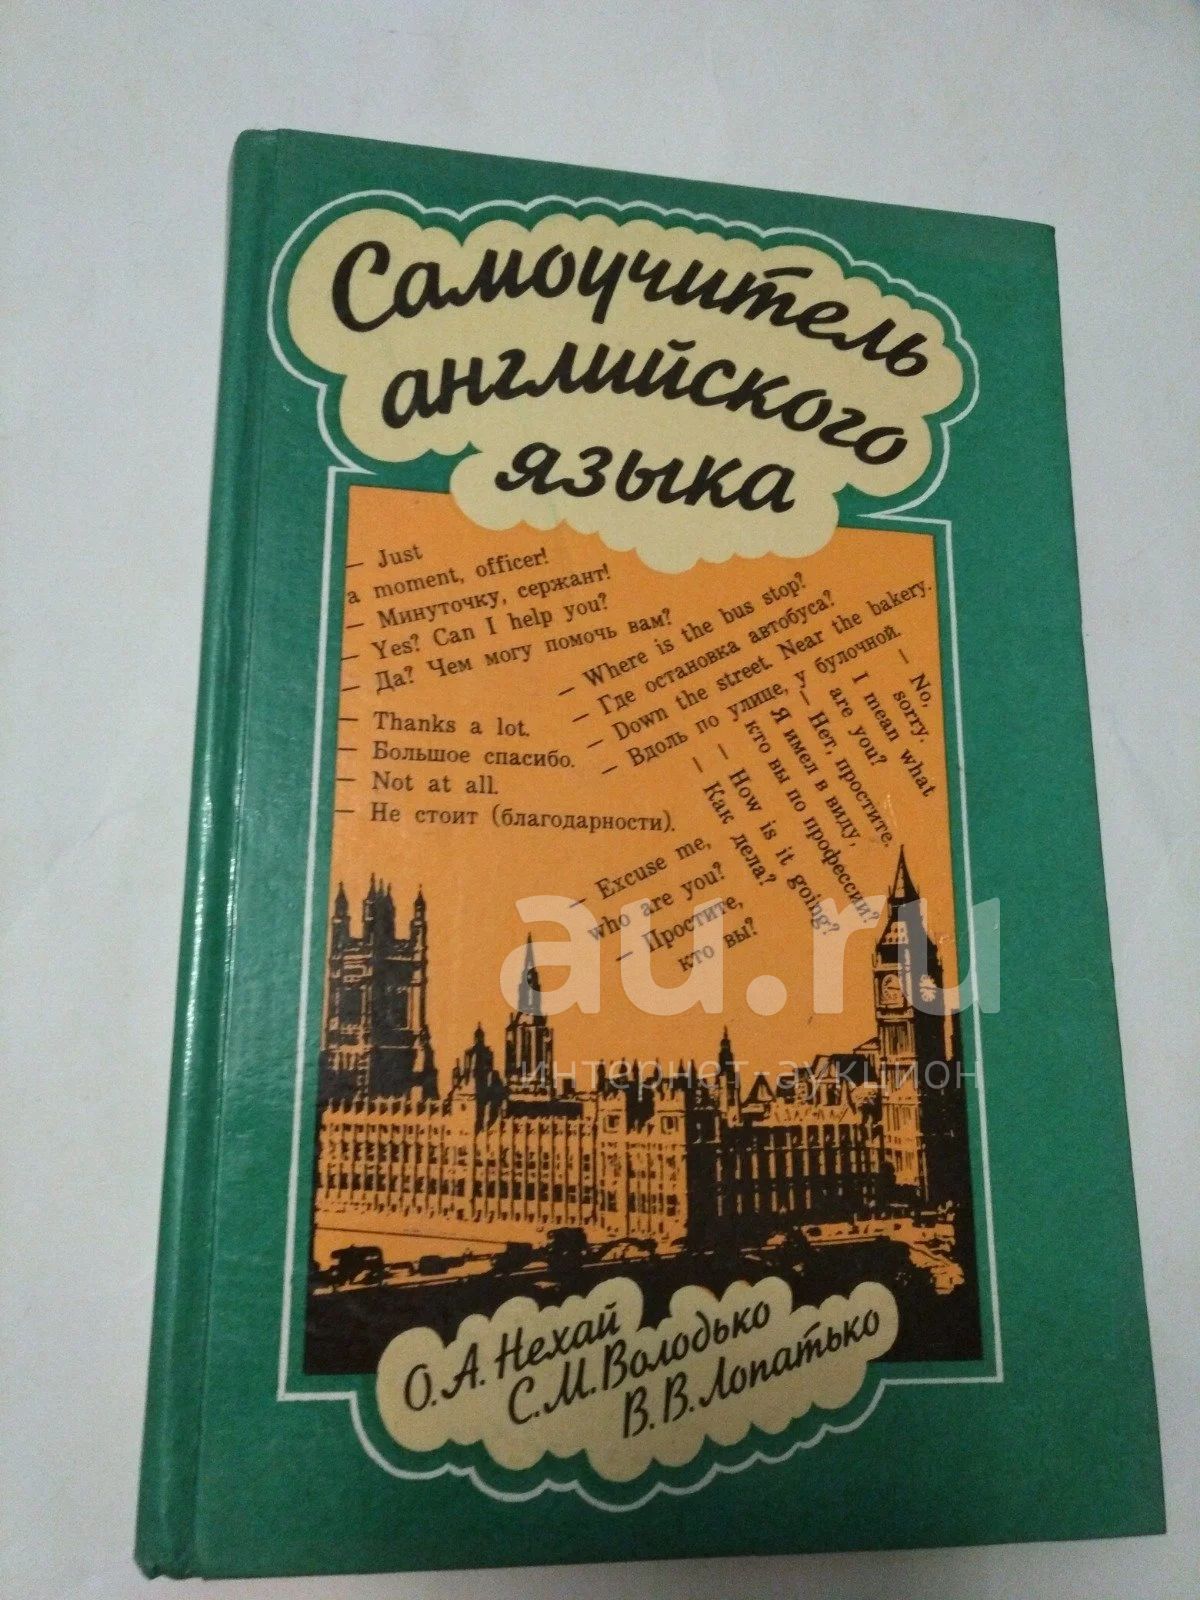 Самоучитель
английского
языка
— Just
a moment, officer!
— Минуточку, сержант!
— Yes? Can I help you?
— Да? Чем могу помочь вам?
— Where is the bus stop?
— Где остановка автобуса?
— Down the street. Near the bakery.
— Вдоль по улице, у булочной.
— Thanks a lot.
— Большое спасибо.
— Not at all.
— Не стоит (благодарности).
— Excuse me,
who are you?
— Простите,
кто вы?
— No,
sorry.
I mean what
are you?
— Нет, простите.
Я имел в виду,
кто вы по профессии?
— How is it going?
— Как дела?
au.ru
интернет-аукцион
О.А.Нехай
С.М.Володько
В.В.Лопатько